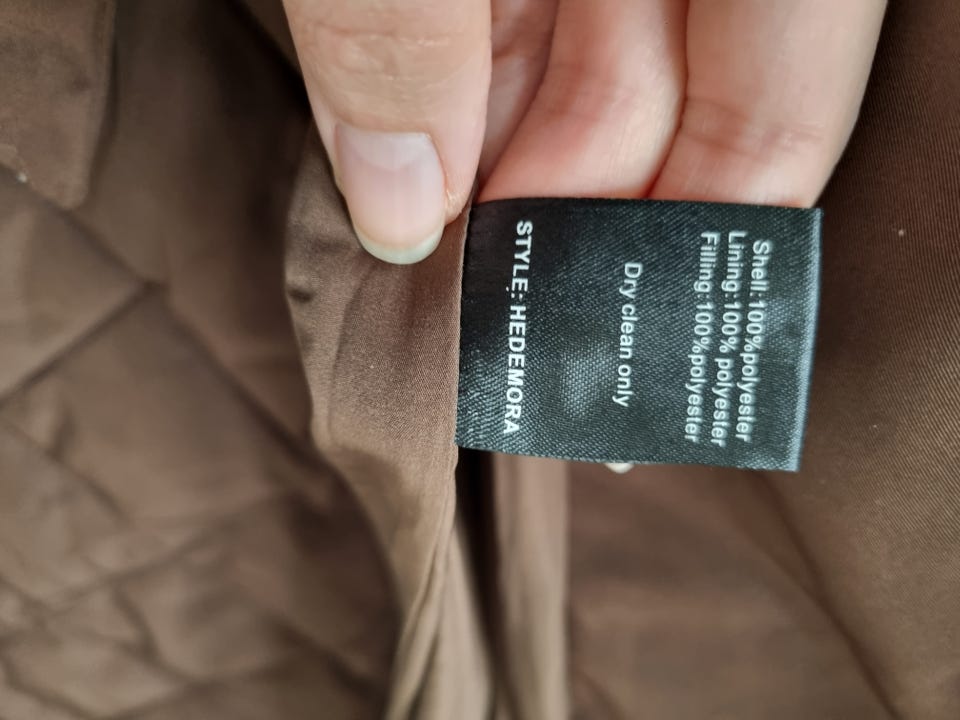 Shell:100%polyester
Lining:100% polyester
Filling:100%polyester
Dry clean only
STYLE: HEDEMORA